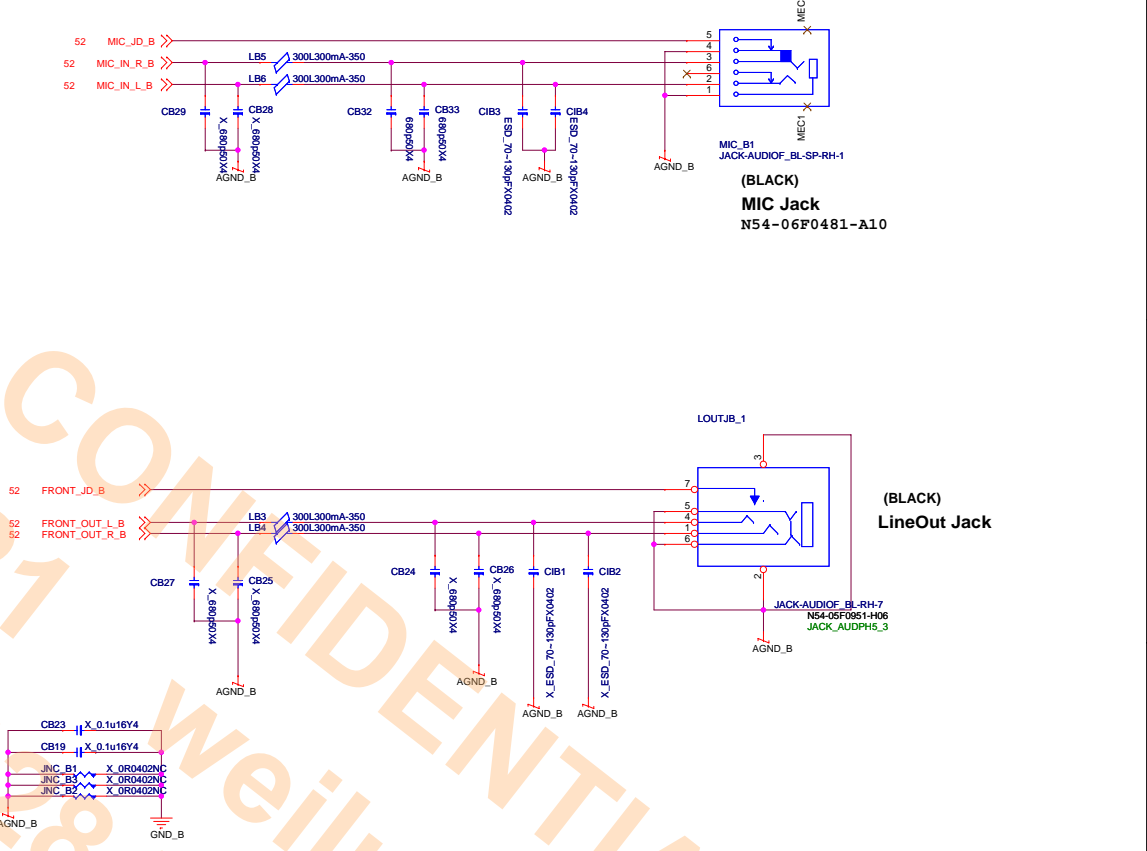 MEC
52 MIC_JD_B
52 MIC_IN_R_B
52 MIC_IN_L_B
LB5 300L300mA-350
LB6 300L300mA-350
5
4
3
6
2
1
CB29 X_680p50X4
CB28 X_680p50X4
CB32 680p50X4
CB33 680p50X4
CIB3 ESD_70~130pFX0402
CIB4 ESD_70~130pFX0402
AGND_B
AGND_B
AGND_B
AGND_B
MEC1
MIC_B1
JACK-AUDIOF_BL-SP-RH-1
(BLACK)
MIC Jack
N54-06F0481-A10
LOUTJB_1
3
52 FRONT_JD_B
52 FRONT_OUT_L_B
52 FRONT_OUT_R_B
LB3 300L300mA-350
LB4 300L300mA-350
7
5
4
1
6
2
(BLACK)
LineOut Jack
CB27 X_680p50X4
CB25 X_680p50X4
CB24 X_680p50X4
CB26 X_680p50X4
CIB1 X_ESD_70~130pFX0402
CIB2 X_ESD_70~130pFX0402
JACK-AUDIOF_BL-RH-7
N54-05F0951-H06
JACK_AUDPH5_3
AGND_B
AGND_B
AGND_B
AGND_B
AGND_B
CB23 X_0.1u16Y4
CB19 X_0.1u16Y4
JNC_B1 X_0R0402NC
JNC_B3 X_0R0402NC
JNC_B2 X_0R0402NC
AGND_B
GND_B
CONFIDENTIA